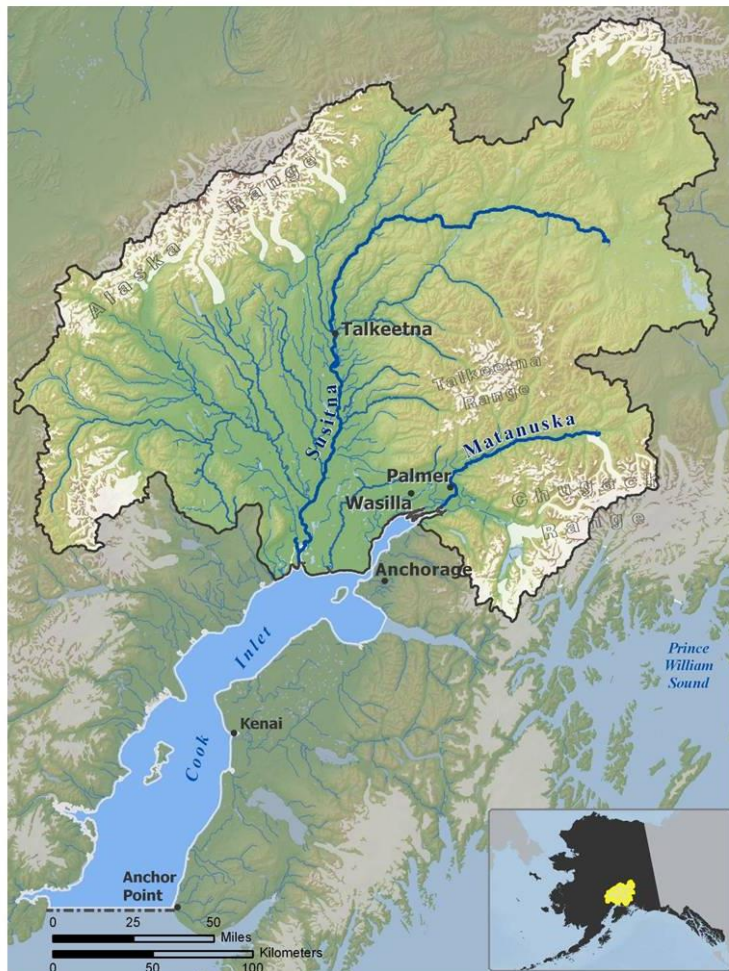 Alaska Range
Talkeetna
Susitna
Talkeetna
Range
Matanuska
Palmer
Wasilla
Chugach
Range
Anchorage
Cook Inlet
Prince
William
Sound
Kenai
Anchor
Point
0 25 50
Miles
Kilometers
0 50 100